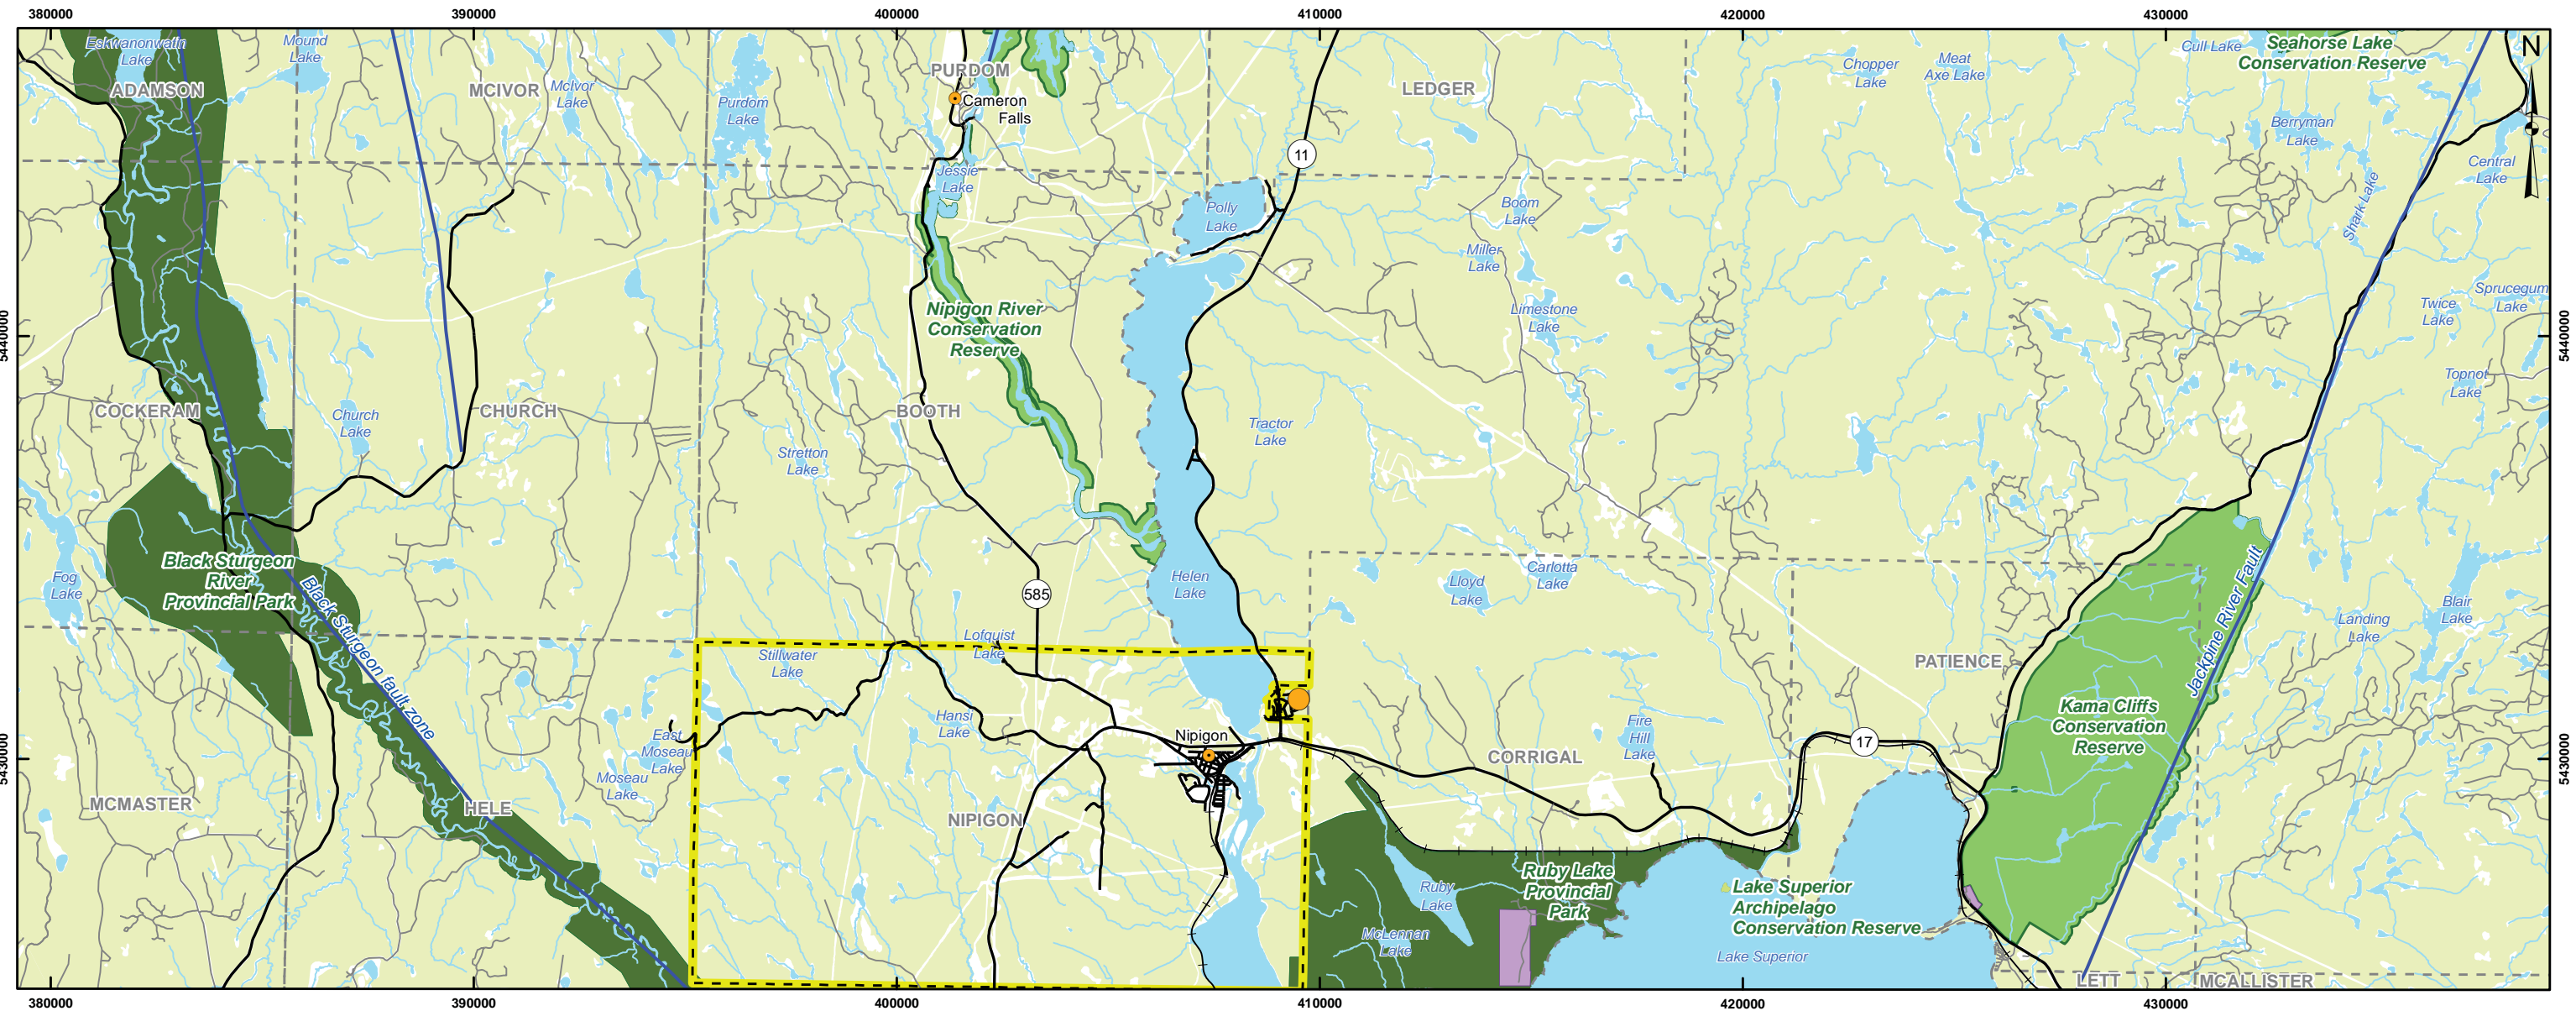 380000
390000
400000
410000
420000
430000
N
Eskwanonwatin
Lake
Mound
Lake
ADAMSON
MCIVOR
McIvor
Lake
Purdom
Lake
PURDOM
Cameron
Falls
LEDGER
Chopper
Lake
Meat
Axe Lake
Cull Lake
Seahorse Lake
Conservation Reserve
Berryman
Lake
Central
Lake
11
Jessie
Lake
Polly
Lake
Boom
Lake
Shark Lake
Miller
Lake
Limestone
Lake
Twice
Lake
Sprucegum
Lake
Nipigon River
Conservation
Reserve
5440000
5440000
COCKERAM
Church
Lake
CHURCH
BOOTH
Tractor
Lake
Topnot
Lake
Stretton
Lake
Black Sturgeon
River
Provincial Park
Fog
Lake
Black Sturgeon fault zone
585
Helen
Lake
Lloyd
Lake
Carlotta
Lake
Jackpine River Fault
Blair
Lake
Landing
Lake
Lofquist
Lake
Stillwater
Lake
PATIENCE
Hansi
Lake
East
Moseau
Lake
Moseau
Lake
Nipigon
Fire
Hill
Lake
CORRIGAL
17
Kama Cliffs
Conservation
Reserve
5430000
5430000
MCMASTER
HELE
NIPIGON
Ruby
Lake
Ruby Lake
Provincial
Park
Lake Superior
Archipelago
Conservation Reserve
McLennan
Lake
Lake Superior
LETT
MCALLISTER
380000
390000
400000
410000
420000
430000